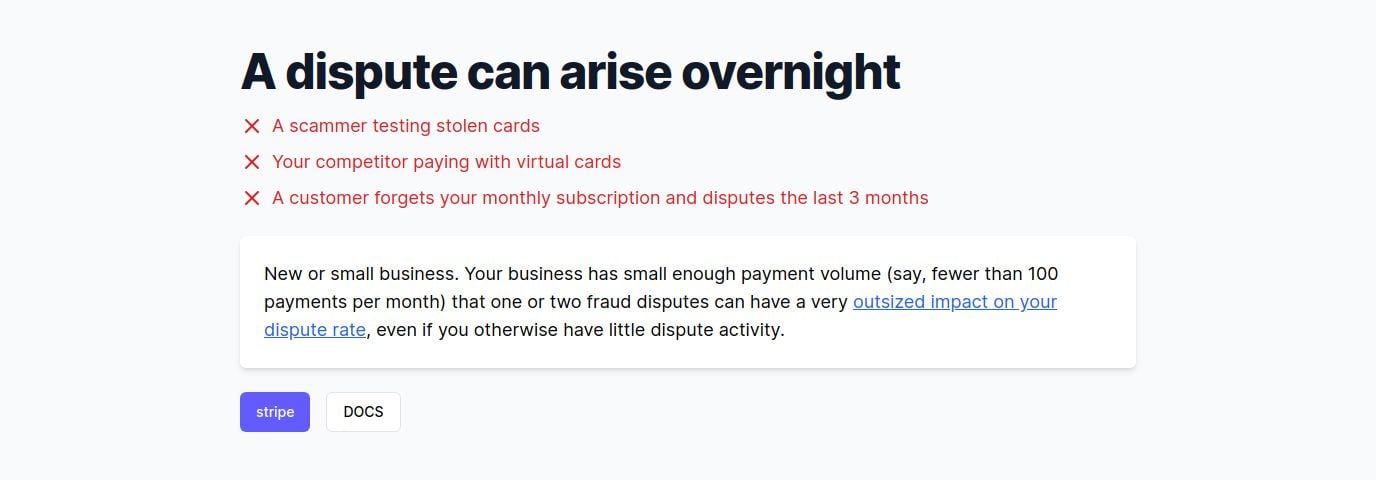 A dispute can arise overnight
A scammer testing stolen cards
Your competitor paying with virtual cards
A customer forgets your monthly subscription and disputes the last 3 months
New or small business. Your business has small enough payment volume (say, fewer than 100
payments per month) that one or two fraud disputes can have a very outsized impact on your
dispute rate, even if you otherwise have little dispute activity.
stripe
DOCS